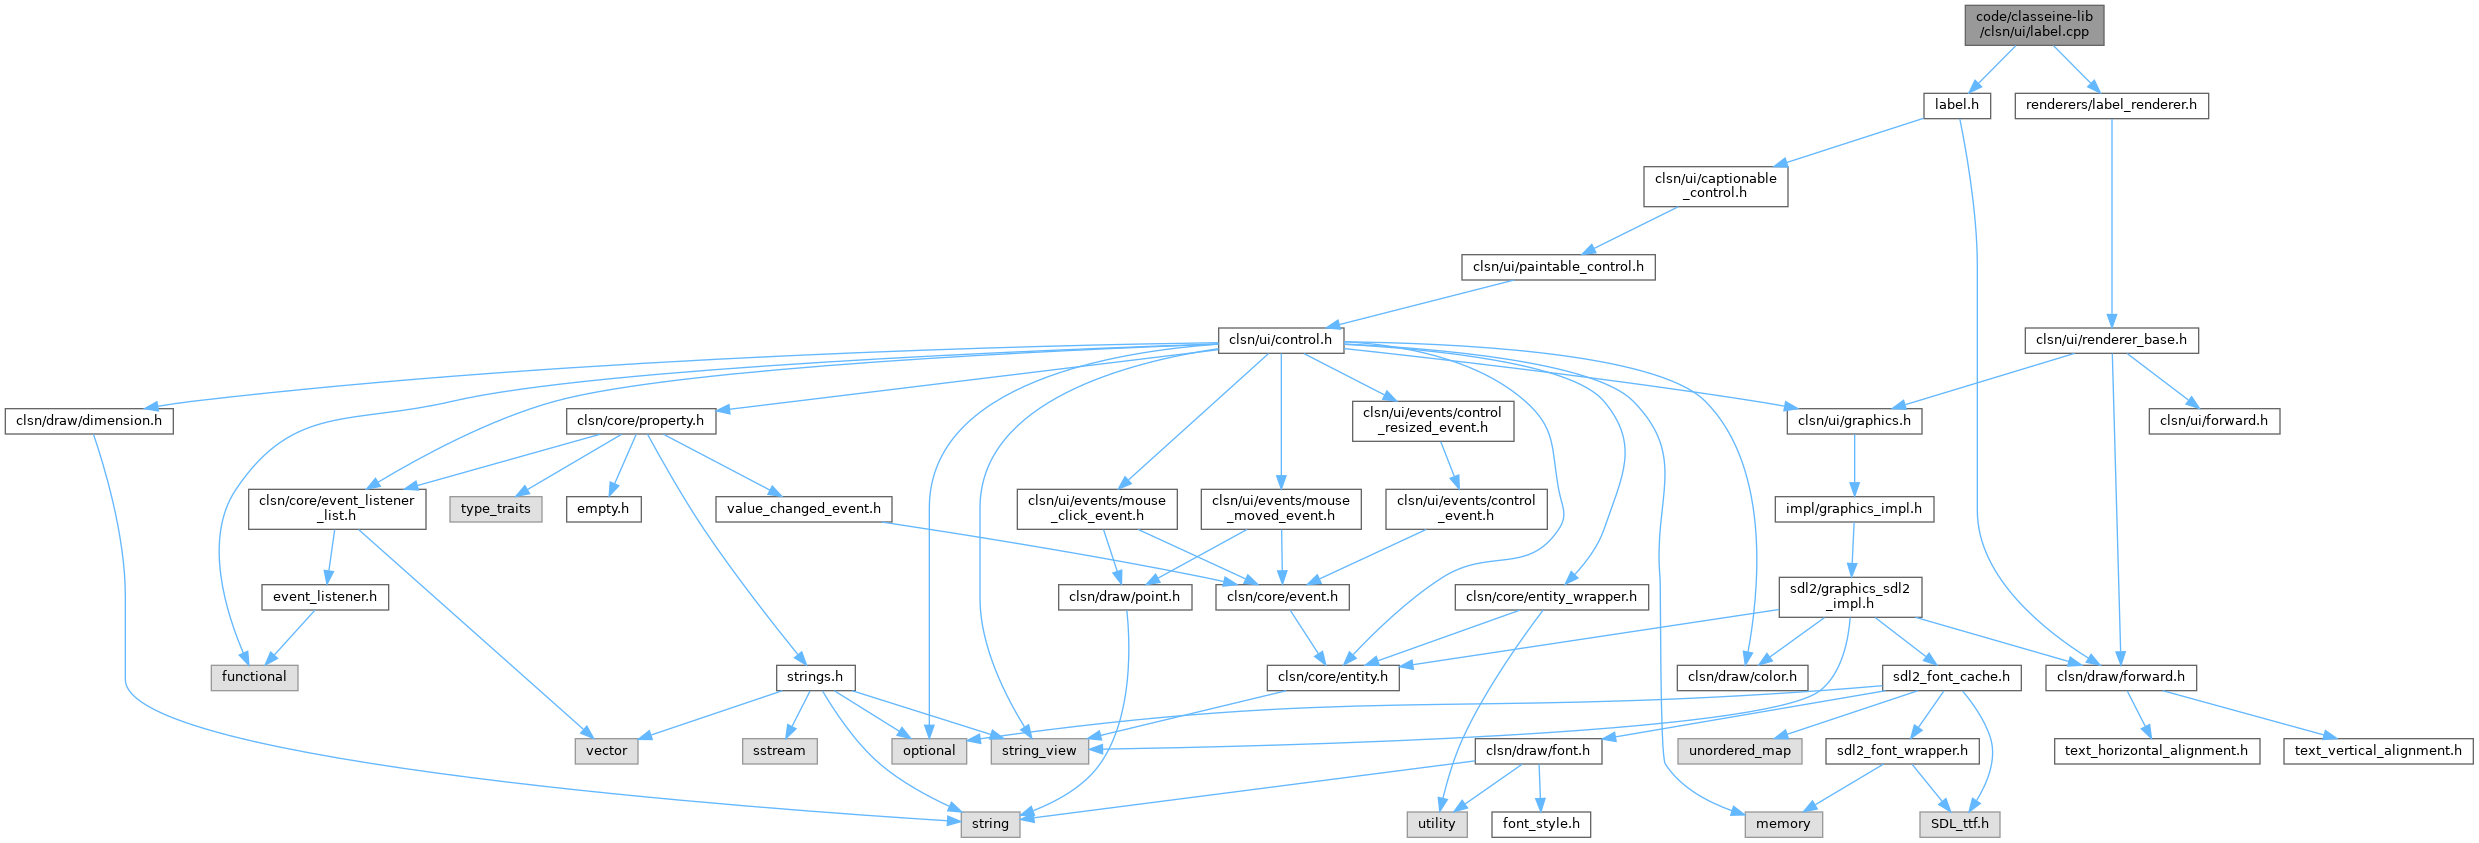 code/classeine-lib
/clsn/ui/label.cpp
label.h
renderers/label_renderer.h
clsn/ui/captionable
_control.h
clsn/ui/paintable_control.h
clsn/ui/control.h
clsn/ui/renderer_base.h
clsn/draw/dimension.h
clsn/core/property.h
clsn/ui/events/control
_resized_event.h
clsn/ui/graphics.h
clsn/ui/forward.h
clsn/core/event_listener
_list.h
type_traits
empty.h
value_changed_event.h
clsn/ui/events/mouse
_click_event.h
clsn/ui/events/mouse
_moved_event.h
clsn/ui/events/control
_event.h
impl/graphics_impl.h
event_listener.h
clsn/draw/point.h
clsn/core/event.h
clsn/core/entity_wrapper.h
sdl2/graphics_sdl2
_impl.h
functional
strings.h
clsn/core/entity.h
clsn/draw/color.h
sdl2_font_cache.h
clsn/draw/forward.h
vector
sstream
optional
string_view
clsn/draw/font.h
unordered_map
sdl2_font_wrapper.h
text_horizontal_alignment.h
text_vertical_alignment.h
string
utility
font_style.h
memory
SDL_ttf.h